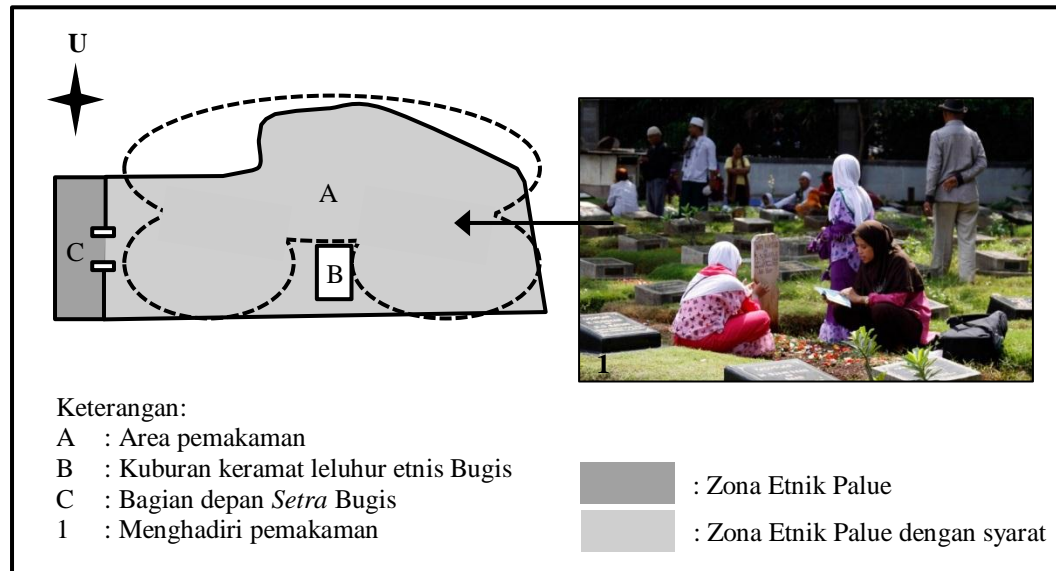 U
A
B
C
1
Keterangan:
A : Area pemakaman
B : Kuburan keramat leluhur etnis Bugis
C : Bagian depan Setra Bugis
1 : Menghadiri pemakaman
: Zona Etnik Palue
: Zona Etnik Palue dengan syarat